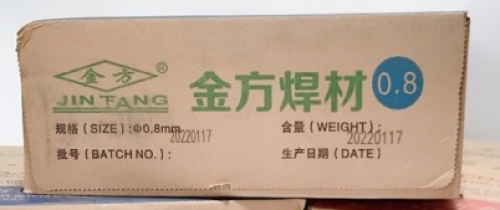 金方®
JIN FANG
金方焊材 0.8
规格（SIZE）:Φ0.8mm 含量（WEIGHT）:
20220117 20220117
批号（BATCH NO.）: 生产日期（DATE）